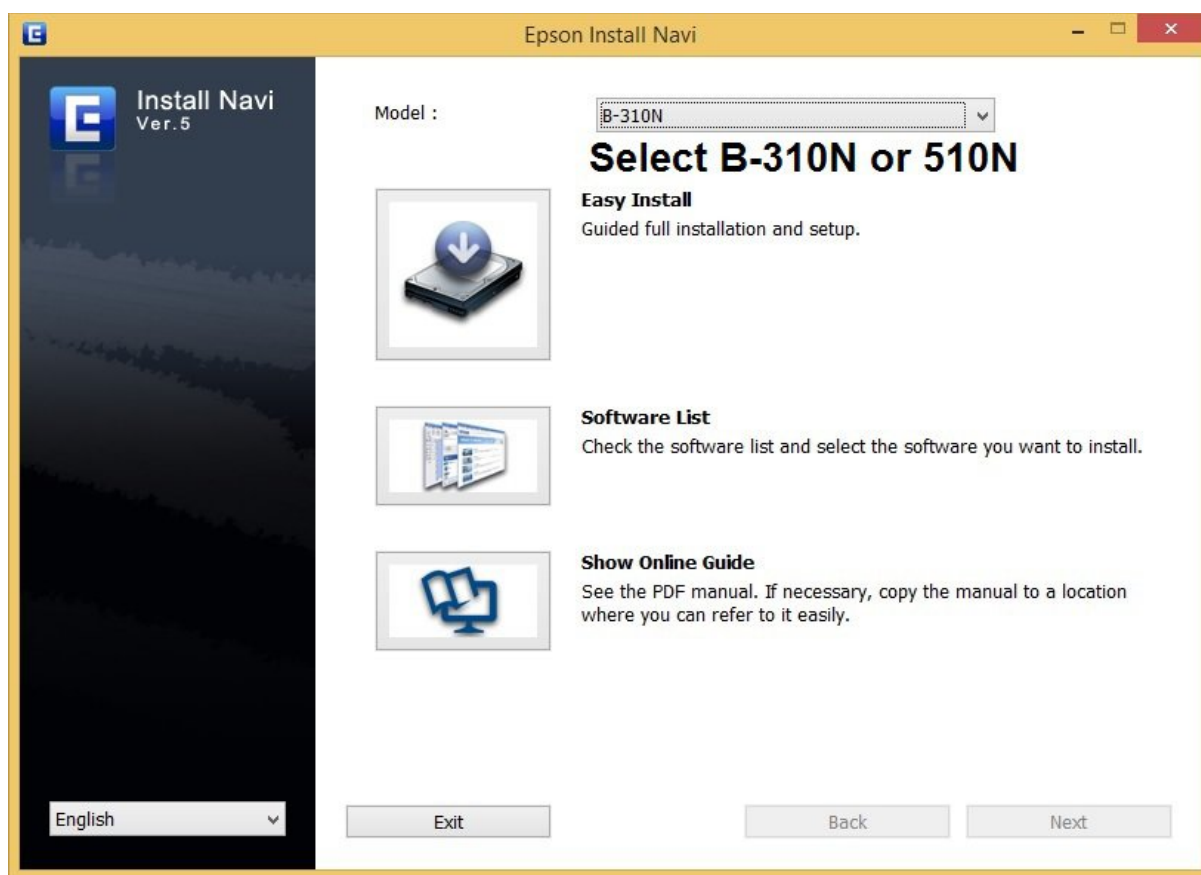 Epson Install Navi
Install Navi
Ver.5
Model :
B-310N
Select B-310N or 510N
Easy Install
Guided full installation and setup.
Software List
Check the software list and select the software you want to install.
Show Online Guide
See the PDF manual. If necessary, copy the manual to a location
where you can refer to it easily.
English
Exit
Back
Next